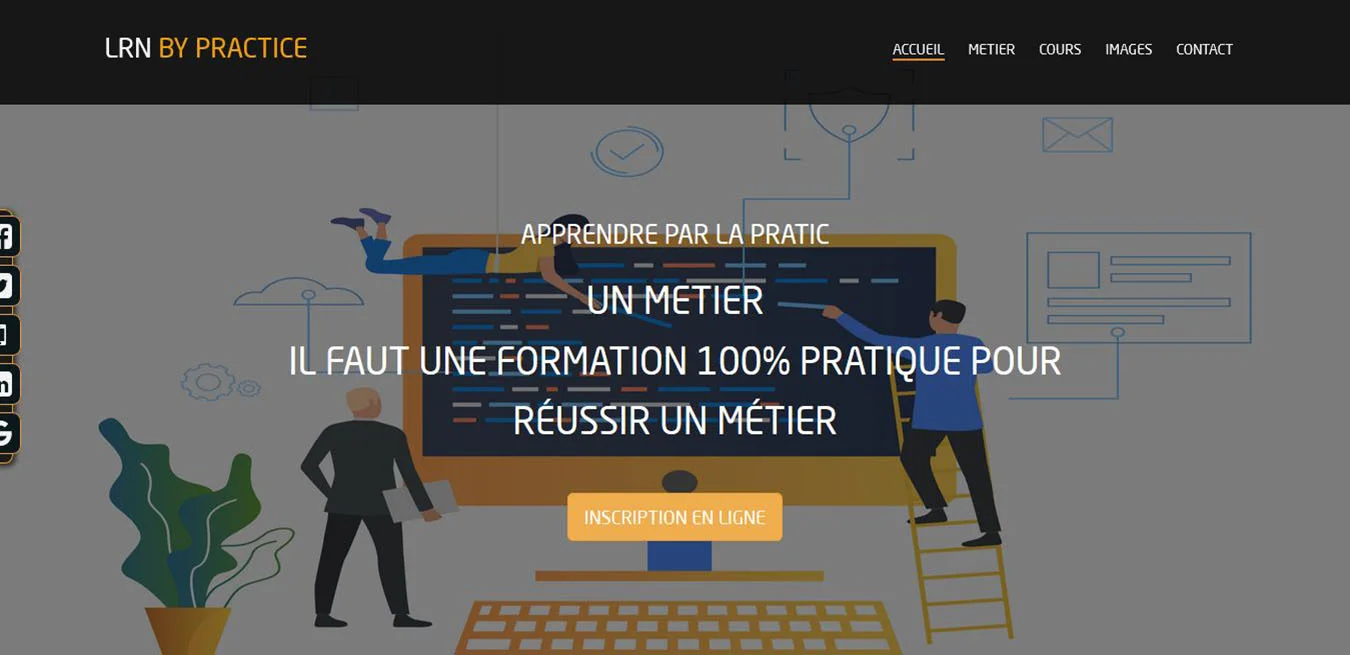 LRN BY PRACTICE
ACCUEIL METIER COURS IMAGES CONTACT
APPRENDRE PAR LA PRATIC
UN METIER
IL FAUT UNE FORMATION 100% PRATIQUE POUR
RÉUSSIR UN MÉTIER
INSCRIPTION EN LIGNE